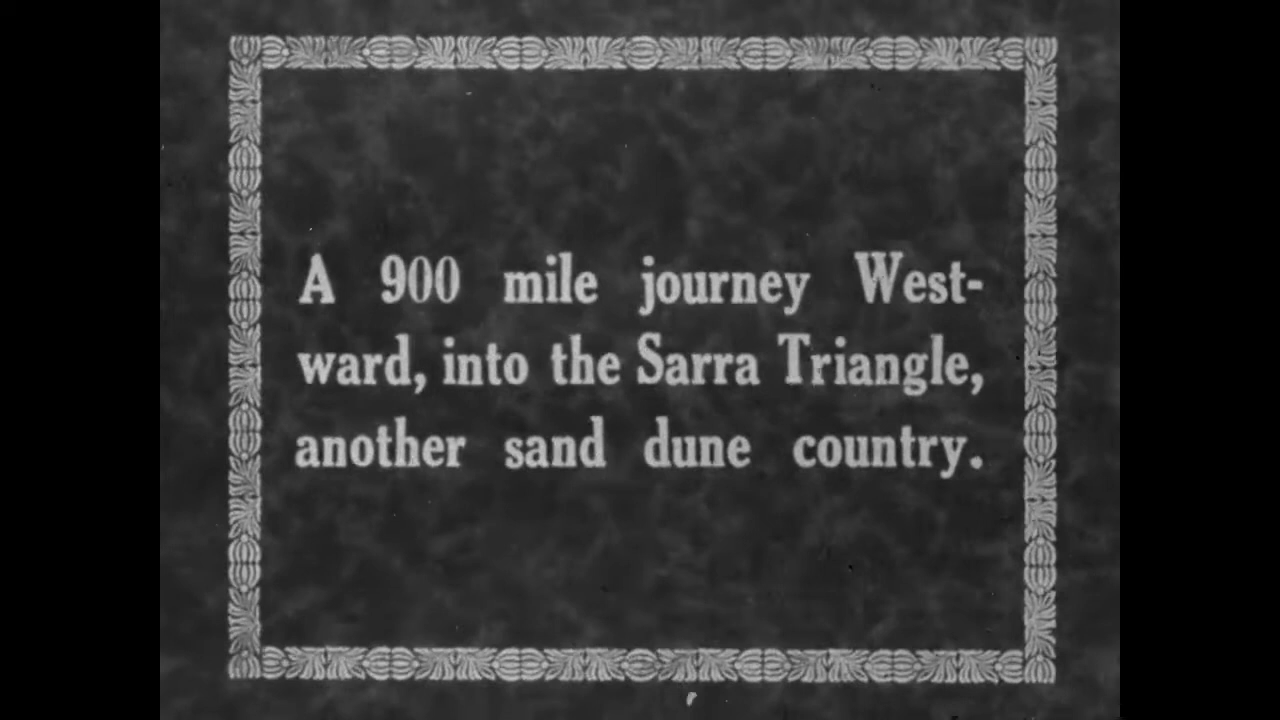 A 900 mile journey West-
ward, into the Sarra Triangle,
another sand dune country.